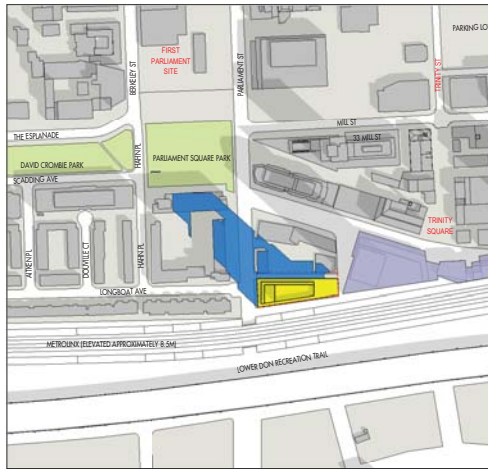 FIRST
PARLIAMENT
SITE
BERKELEY ST
PARLIAMENT ST
PARKING LO
TRINITY ST
THE ESPLANADE
MILL ST
33 MILL ST
DAVID CROMBIE PARK
HAHN PL
PARLIAMENT SQUARE PARK
SCADDING AVE
TRINITY
SQUARE
AITKEN PL
DOUVILLE CT
HAHN PL
LONGBOAT AVE
METROLINX (ELEVATED APPROXIMATELY 8.5M)
LOWER DON RECREATION TRAIL